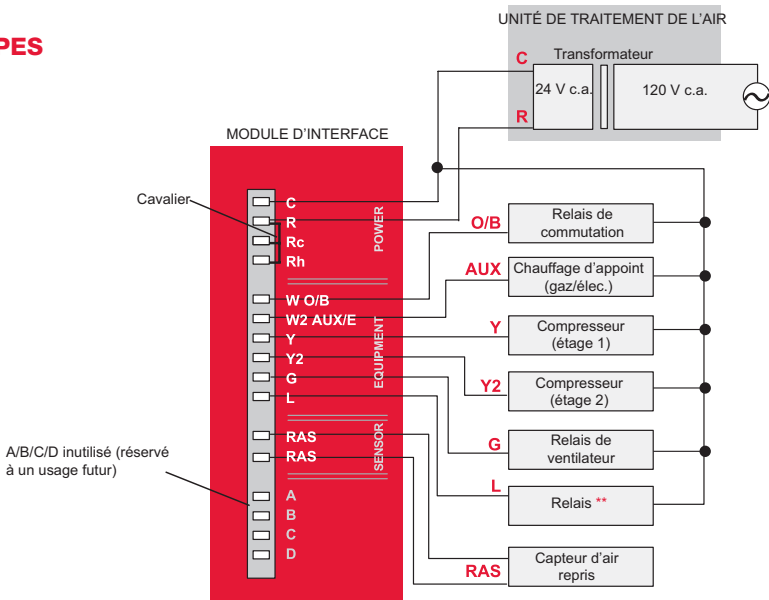 UNITÉ DE TRAITEMENT DE L'AIR
PES
C
Transformateur
24 V c.a.
120 V c.a.
R
MODULE D'INTERFACE
Cavalier
C
R
Rc
Rh
POWER
O/B
Relais de
commutation
AUX
Chauffage d'appoint
(gaz/élec.)
W O/B
W2 AUX/E
Y
Y2
G
L
EQUIPMENT
Y
Compresseur
(étage 1)
Y2
Compresseur
(étage 2)
G
Relais de
ventilateur
RAS
RAS
SENSOR
A/B/C/D inutilisé (réservé
à un usage futur)
L
Relais **
A
B
C
D
RAS
Capteur d'air
repris